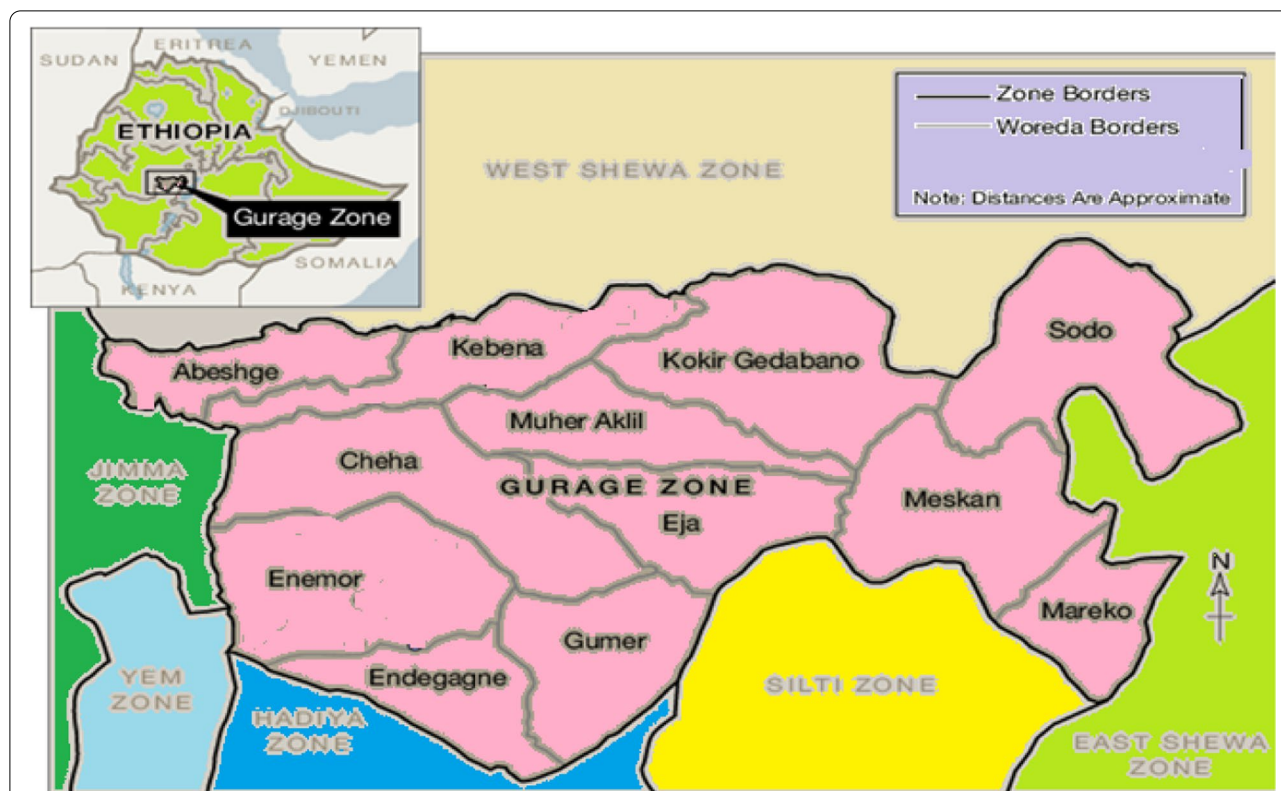 SUDAN
ERITREA
YEMEN
DJIBOUTI
ETHIOPIA
Gurage Zone
SOMALIA
KENYA
Zone Borders
Woreda Borders
Note: Distances Are Approximate
WEST SHEWA ZONE
Abeshge
Kebena
Kokir Gedabano
Sodo
Muher Aklil
Cheha
JIMMA
ZONE
GURAGE ZONE
Meskan
Eja
Enemor
N
Mareko
Gumer
Endegagne
YEM
ZONE
SILTI ZONE
HADIYA
ZONE
EAST SHEWA
ZONE